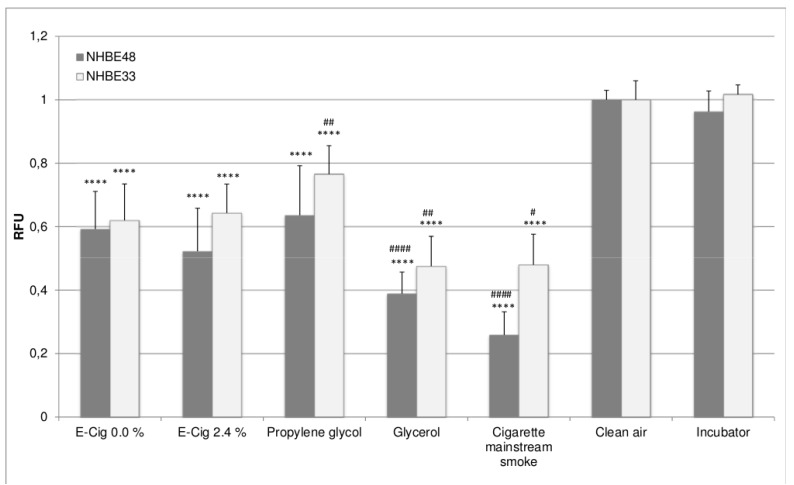 1,2
NHBE48
NHBE33
1
0,8
0,6
0,4
0,2
0
RFU
**** ****
**** ****
****
##
****
####
****
##
****
####
****
#
****
E-Cig 0.0 %
E-Cig 2.4 %
Propylene glycol
Glycerol
Cigarette
mainstream
smoke
Clean air
Incubator